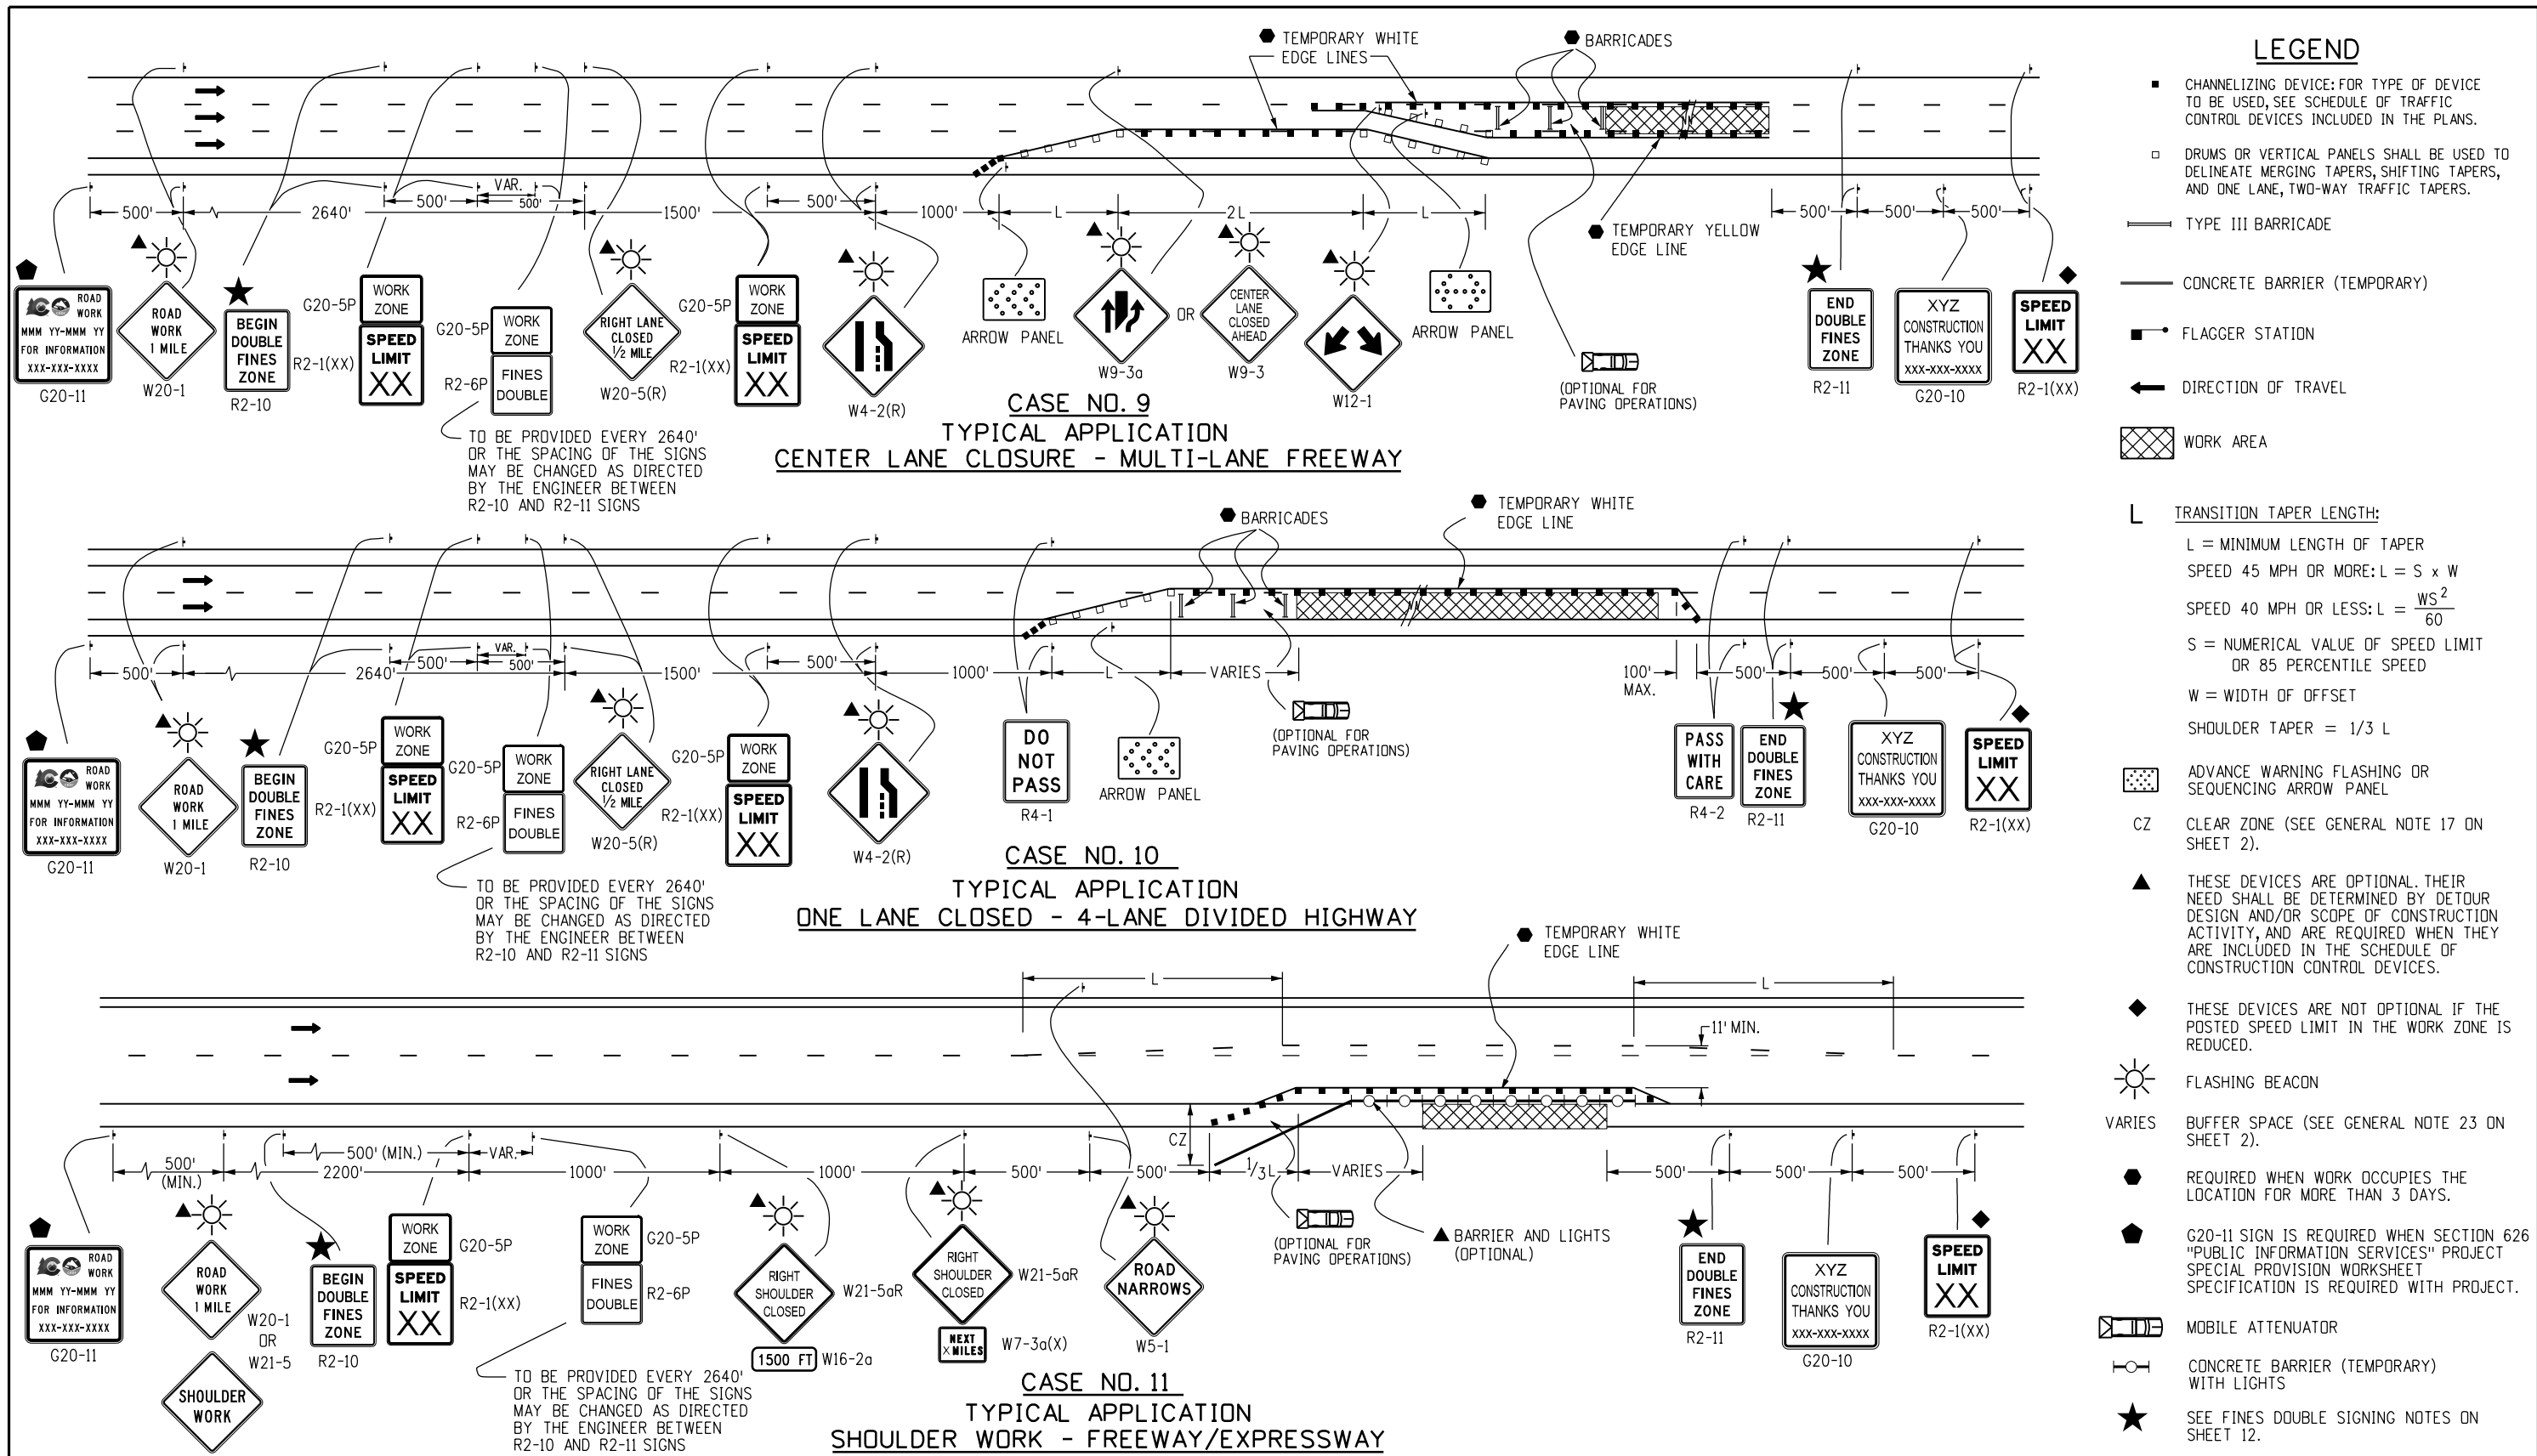 TEMPORARY WHITE
EDGE LINES
BARRICADES
500'
2640'
500'
VAR.
500'
1500'
500'
1000'
L
2L
L
500'
500'
500'
TEMPORARY YELLOW
EDGE LINE
ROAD
WORK
MMM YY-MMM YY
FOR INFORMATION
XXX-XXX-XXXX
G20-11
ROAD
WORK
1 MILE
W20-1
BEGIN
DOUBLE
FINES
ZONE
R2-10
G20-5P
WORK
ZONE
SPEED
LIMIT
XX
R2-1(XX)
G20-5P
WORK
ZONE
R2-6P
FINES
DOUBLE
RIGHT LANE
CLOSED
1/2 MILE
W20-5(R)
G20-5P
WORK
ZONE
SPEED
LIMIT
XX
R2-1(XX)
W4-2(R)
ARROW PANEL
W9-3a
OR
CENTER
LANE
CLOSED
AHEAD
W9-3
W12-1
ARROW PANEL
(OPTIONAL FOR
PAVING OPERATIONS)
END
DOUBLE
FINES
ZONE
R2-11
XYZ
CONSTRUCTION
THANKS YOU
XXX-XXX-XXXX
G20-10
SPEED
LIMIT
XX
R2-1(XX)
TO BE PROVIDED EVERY 2640'
OR THE SPACING OF THE SIGNS
MAY BE CHANGED AS DIRECTED
BY THE ENGINEER BETWEEN
R2-10 AND R2-11 SIGNS
CASE NO. 9
TYPICAL APPLICATION
CENTER LANE CLOSURE - MULTI-LANE FREEWAY
BARRICADES
TEMPORARY WHITE
EDGE LINE
500'
2640'
500'
VAR.
500'
1500'
500'
1000'
L
VARIES
100'
MAX.
500'
500'
500'
ROAD
WORK
MMM YY-MMM YY
FOR INFORMATION
XXX-XXX-XXXX
G20-11
ROAD
WORK
1 MILE
W20-1
BEGIN
DOUBLE
FINES
ZONE
R2-10
G20-5P
WORK
ZONE
SPEED
LIMIT
XX
R2-1(XX)
G20-5P
WORK
ZONE
R2-6P
FINES
DOUBLE
RIGHT LANE
CLOSED
1/2 MILE
W20-5(R)
G20-5P
WORK
ZONE
SPEED
LIMIT
XX
R2-1(XX)
W4-2(R)
DO
NOT
PASS
R4-1
ARROW PANEL
(OPTIONAL FOR
PAVING OPERATIONS)
PASS
WITH
CARE
R4-2
END
DOUBLE
FINES
ZONE
R2-11
XYZ
CONSTRUCTION
THANKS YOU
XXX-XXX-XXXX
G20-10
SPEED
LIMIT
XX
R2-1(XX)
TO BE PROVIDED EVERY 2640'
OR THE SPACING OF THE SIGNS
MAY BE CHANGED AS DIRECTED
BY THE ENGINEER BETWEEN
R2-10 AND R2-11 SIGNS
CASE NO. 10
TYPICAL APPLICATION
ONE LANE CLOSED - 4-LANE DIVIDED HIGHWAY
TEMPORARY WHITE
EDGE LINE
L
L
11' MIN.
CZ
500'
(MIN.)
500' (MIN.)
2200'
VAR.
1000'
1000'
500'
500'
1/3L
VARIES
500'
500'
500'
ROAD
WORK
MMM YY-MMM YY
FOR INFORMATION
XXX-XXX-XXXX
G20-11
ROAD
WORK
1 MILE
W20-1
OR
W21-5
SHOULDER
WORK
BEGIN
DOUBLE
FINES
ZONE
R2-10
WORK
ZONE
G20-5P
SPEED
LIMIT
XX
R2-1(XX)
WORK
ZONE
G20-5P
FINES
DOUBLE
R2-6P
RIGHT
SHOULDER
CLOSED
W21-5aR
1500 FT
W16-2a
RIGHT
SHOULDER
CLOSED
W21-5aR
NEXT
X MILES
W7-3a(X)
ROAD
NARROWS
W5-1
(OPTIONAL FOR
PAVING OPERATIONS)
BARRIER AND LIGHTS
(OPTIONAL)
END
DOUBLE
FINES
ZONE
R2-11
XYZ
CONSTRUCTION
THANKS YOU
XXX-XXX-XXXX
G20-10
SPEED
LIMIT
XX
R2-1(XX)
TO BE PROVIDED EVERY 2640'
OR THE SPACING OF THE SIGNS
MAY BE CHANGED AS DIRECTED
BY THE ENGINEER BETWEEN
R2-10 AND R2-11 SIGNS
CASE NO. 11
TYPICAL APPLICATION
SHOULDER WORK - FREEWAY/EXPRESSWAY
LEGEND
CHANNELIZING DEVICE: FOR TYPE OF DEVICE
TO BE USED, SEE SCHEDULE OF TRAFFIC
CONTROL DEVICES INCLUDED IN THE PLANS.
DRUMS OR VERTICAL PANELS SHALL BE USED TO
DELINEATE MERGING TAPERS, SHIFTING TAPERS,
AND ONE LANE, TWO-WAY TRAFFIC TAPERS.
TYPE III BARRICADE
CONCRETE BARRIER (TEMPORARY)
FLAGGER STATION
DIRECTION OF TRAVEL
WORK AREA
L TRANSITION TAPER LENGTH:
L = MINIMUM LENGTH OF TAPER
SPEED 45 MPH OR MORE: L = S x W
SPEED 40 MPH OR LESS: L = WS²/60
S = NUMERICAL VALUE OF SPEED LIMIT
OR 85 PERCENTILE SPEED
W = WIDTH OF OFFSET
SHOULDER TAPER = 1/3 L
ADVANCE WARNING FLASHING OR
SEQUENCING ARROW PANEL
CZ CLEAR ZONE (SEE GENERAL NOTE 17 ON
SHEET 2).
THESE DEVICES ARE OPTIONAL. THEIR
NEED SHALL BE DETERMINED BY DETOUR
DESIGN AND/OR SCOPE OF CONSTRUCTION
ACTIVITY, AND ARE REQUIRED WHEN THEY
ARE INCLUDED IN THE SCHEDULE OF
CONSTRUCTION CONTROL DEVICES.
THESE DEVICES ARE NOT OPTIONAL IF THE
POSTED SPEED LIMIT IN THE WORK ZONE IS
REDUCED.
FLASHING BEACON
VARIES BUFFER SPACE (SEE GENERAL NOTE 23 ON
SHEET 2).
REQUIRED WHEN WORK OCCUPIES THE
LOCATION FOR MORE THAN 3 DAYS.
G20-11 SIGN IS REQUIRED WHEN SECTION 626
"PUBLIC INFORMATION SERVICES" PROJECT
SPECIAL PROVISION WORKSHEET
SPECIFICATION IS REQUIRED WITH PROJECT.
MOBILE ATTENUATOR
CONCRETE BARRIER (TEMPORARY)
WITH LIGHTS
SEE FINES DOUBLE SIGNING NOTES ON
SHEET 12.